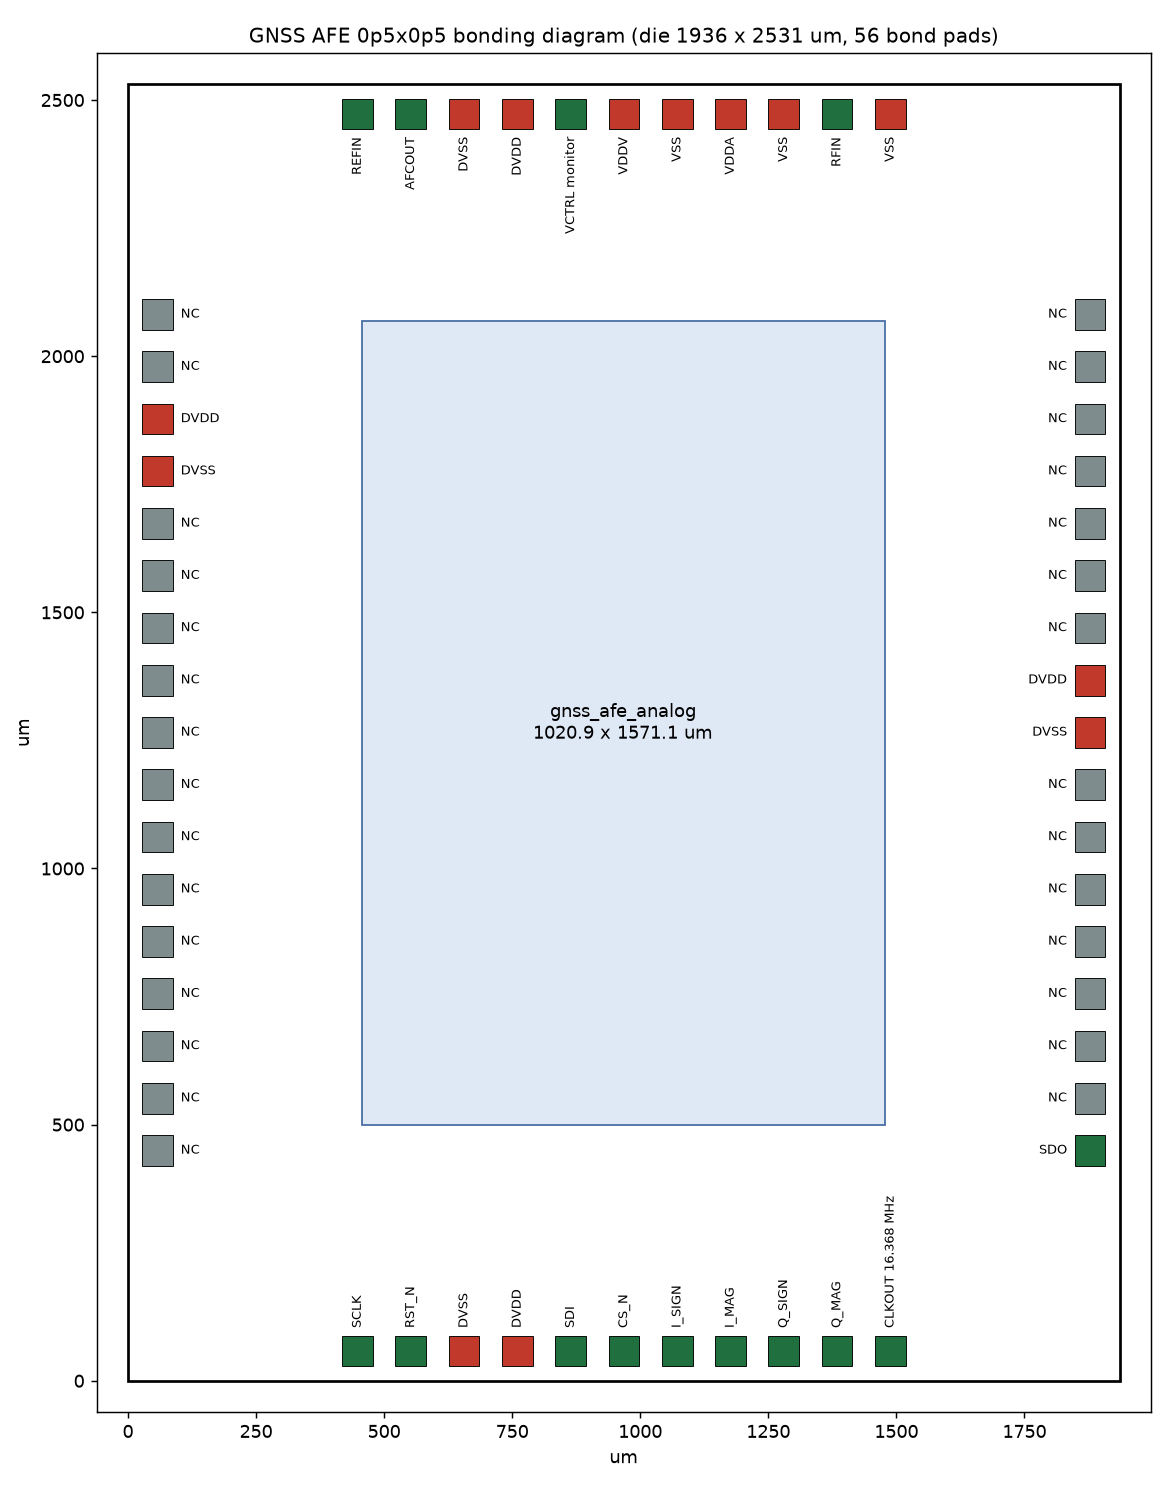 GNSS AFE 0p5x0p5 bonding diagram (die 1936 x 2531 um, 56 bond pads)
REFIN
AFCOUT
DVSS
DVDD
VCTRL monitor
VDDV
VSS
VDDA
VSS
RFIN
VSS
2500
2000
1500
1000
500
0
um
NC
NC
DVDD
DVSS
NC
NC
NC
NC
NC
NC
NC
NC
NC
NC
NC
NC
NC
gnss_afe_analog
1020.9 x 1571.1 um
NC
NC
NC
NC
NC
NC
NC
DVDD
DVSS
NC
NC
NC
NC
NC
NC
NC
SDO
SCLK
RST_N
DVSS
DVDD
SDI
CS_N
I_SIGN
I_MAG
Q_SIGN
Q_MAG
CLKOUT 16.368 MHz
0
250
500
750
1000
1250
1500
1750
um